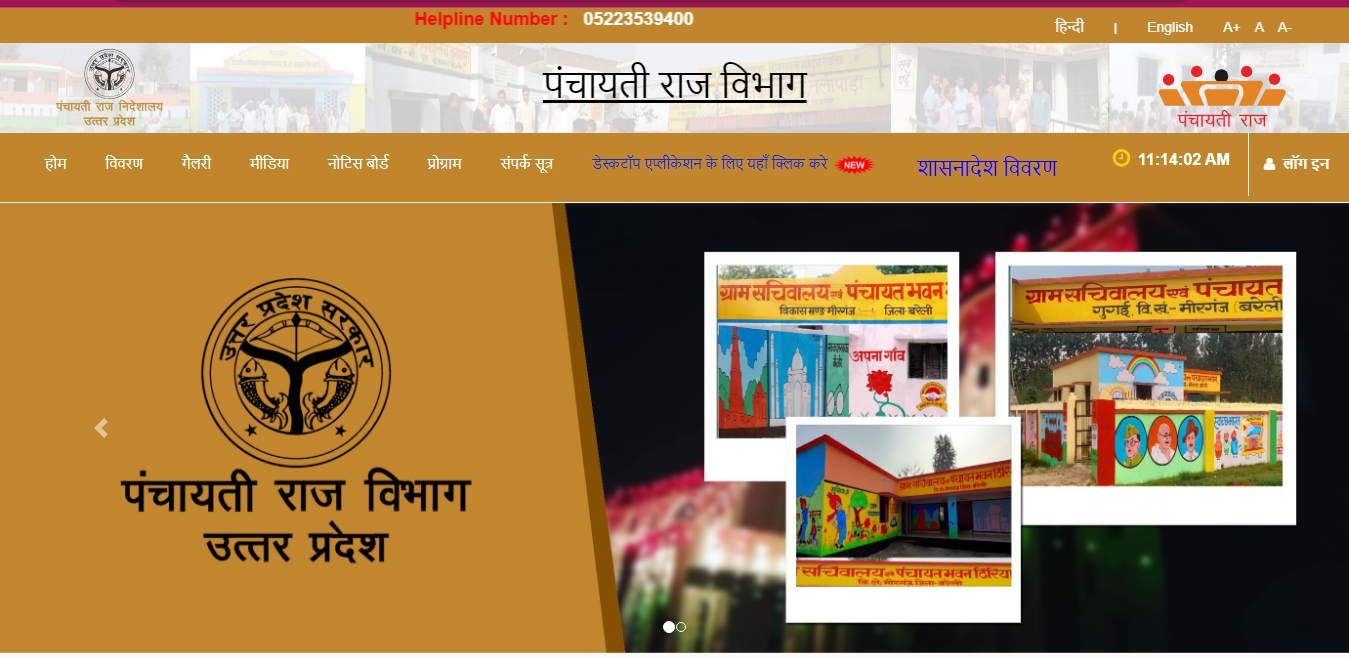 Helpline Number : 05223539400
हिन्दी | English A+ A A-
पंचायती राज निदेशालय
उत्तर प्रदेश
पंचायती राज विभाग
पंचायती राज
होम विवरण गैलरी मीडिया नोटिस बोर्ड प्रोग्राम संपर्क सूत्र डेस्कटॉप एप्लीकेशन के लिए यहाँ क्लिक करे NEW शासनादेश विवरण 11:14:02 AM लॉग इन
उत्तर प्रदेश सरकार
पंचायती राज विभाग
उत्तर प्रदेश
ग्राम सचिवालय एवं पंचायत भवन
विकास खण्ड मीरगंज जिला-बरेली
अपना गाँव
ग्राम सचिवालय एवं पंचायत
गुगई, वि.खं.- मीरगंज (बरेली
सचिवालय एवं पंचायत भवन ठिरिया
वि.क्षे. मीरगंज जिला-बरेली